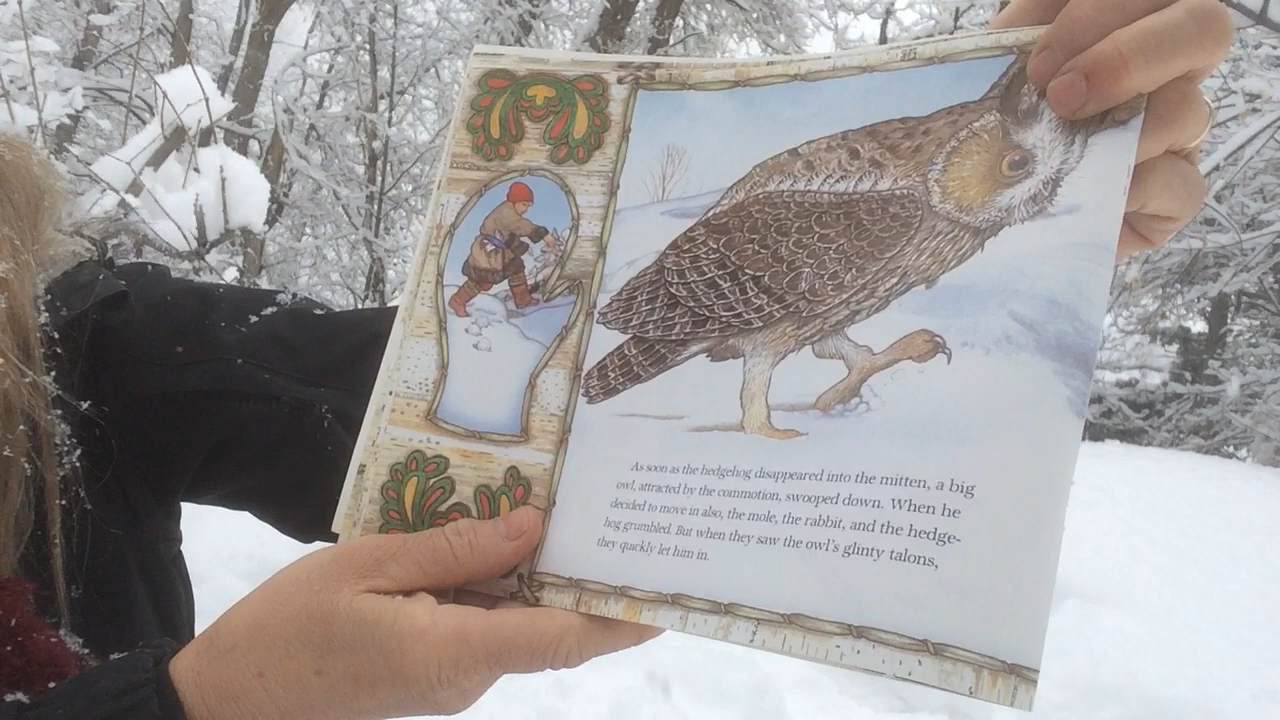 As soon as the hedgehog disappeared into the mitten, a big
owl, attracted by the commotion, swooped down. When he
decided to move in also, the mole, the rabbit, and the hedge-
hog grumbled. But when they saw the owl's glinty talons,
they quickly let him in.